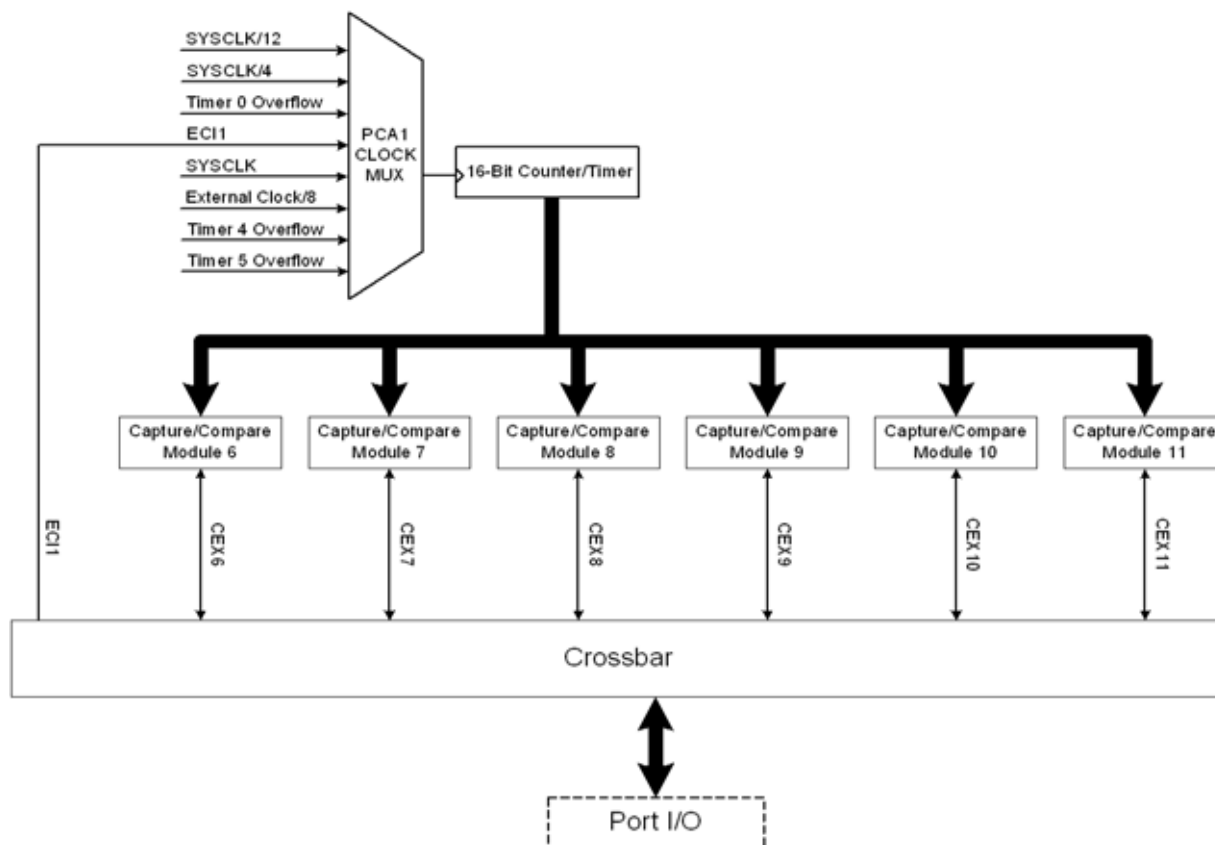 SYSCLK/12
SYSCLK/4
Timer 0 Overflow
ECI1
SYSCLK
External Clock/8
Timer 4 Overflow
Timer 5 Overflow
PCA1
CLOCK
MUX
16-Bit Counter/Timer
Capture/Compare
Module 6
Capture/Compare
Module 7
Capture/Compare
Module 8
Capture/Compare
Module 9
Capture/Compare
Module 10
Capture/Compare
Module 11
ECI1
CEX6
CEX7
CEX8
CEX9
CEX10
CEX11
Crossbar
Port I/O